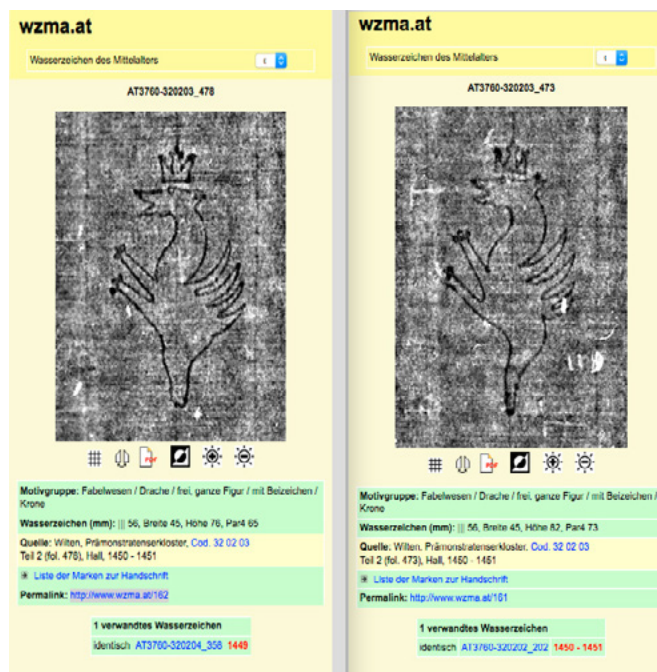 wzma.at
Wasserzeichen des Mittelalters
AT3760-320203_478
PDF
Motivgruppe: Fabelwesen / Drache / frei, ganze Figur / mit Beizeichen /
Krone
Wasserzeichen (mm): ||| 56, Breite 45, Höhe 76, Par4 65
Quelle: Wilten, Prämonstratenserkloster, Cod. 32 02 03
Teil 2 (fol. 478), Hall, 1450 - 1451
Liste der Marken zur Handschrift
Permalink: http://www.wzma.at/162
1 verwandtes Wasserzeichen
identisch AT3760-320204_358 1449
wzma.at
Wasserzeichen des Mittelalters
AT3760-320203_473
PDF
Motivgruppe: Fabelwesen / Drache / frei, ganze Figur / mit Beizeichen /
Krone
Wasserzeichen (mm): ||| 56, Breite 45, Höhe 82, Par4 73
Quelle: Wilten, Prämonstratenserkloster, Cod. 32 02 03
Teil 2 (fol. 473), Hall, 1450 - 1451
Liste der Marken zur Handschrift
Permalink: http://www.wzma.at/161
1 verwandtes Wasserzeichen
identisch AT3760-320202_202 1450 - 1451